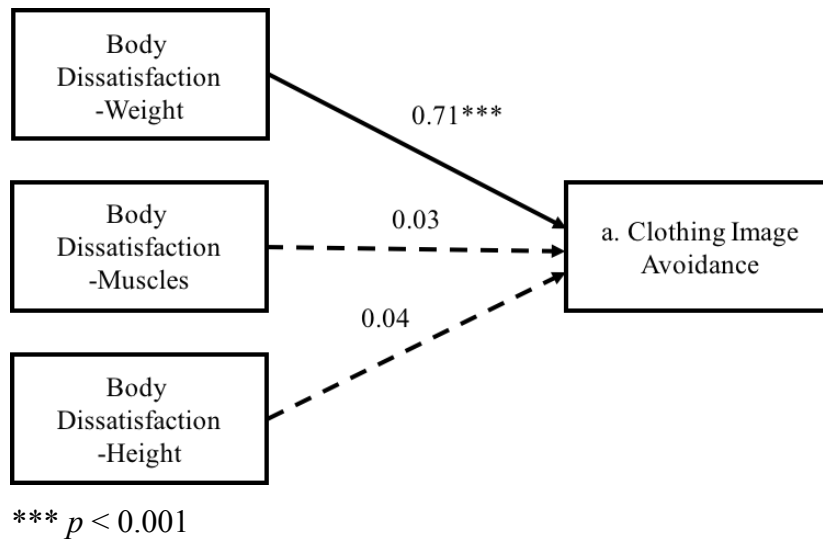 Body
Dissatisfaction
-Weight
0.71***
Body
Dissatisfaction
-Muscles
0.03
a. Clothing Image
Avoidance
0.04
Body
Dissatisfaction
-Height
*** p < 0.001